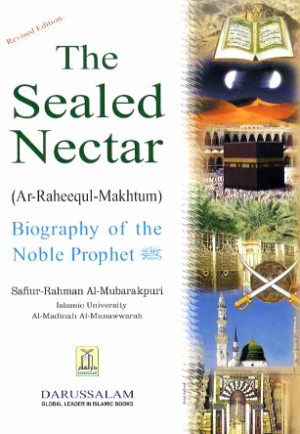 Revised Edition
The
Sealed
Nectar
(Ar-Raheequl-Makhtum)
Biography of the
Noble Prophet ﷺ
Safiur-Rahman Al-Mubarakpuri
Islamic University
Al-Madinah Al-Munawwarah
DARUSSALAM
GLOBAL LEADER IN ISLAMIC BOOKS